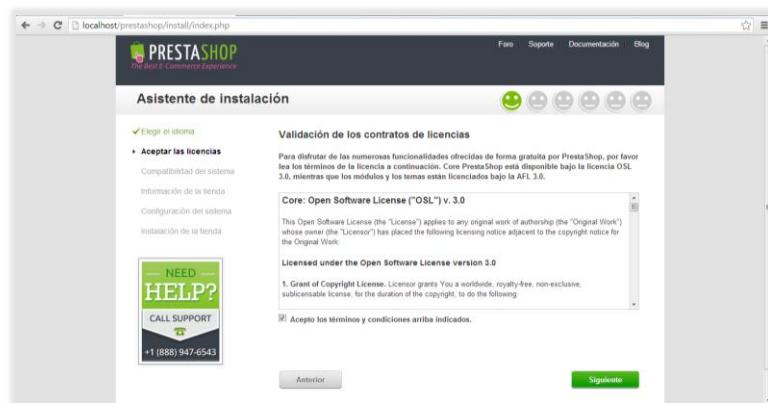 localhost/prestashop/install/index.php
PRESTASHOP
The Best E-Commerce Experience
Foro Soporte Documentación Blog
Asistente de instalación
Elegir el idioma
Aceptar las licencias
Compatibilidad del sistema
Información de la tienda
Configuración del sistema
Instalación de la tienda
NEED
HELP?
CALL SUPPORT
+1 (888) 947-6543
Validación de los contratos de licencias
Para disfrutar de las numerosas funcionalidades ofrecidas de forma gratuita por PrestaShop, por favor
lea los términos de la licencia a continuación. Core PrestaShop está disponible bajo la licencia OSL
3.0, mientras que los módulos y los temas están licenciados bajo la AFL 3.0.
Core: Open Software License ("OSL") v. 3.0
This Open Software License (the "License") applies to any original work of authorship (the "Original Work")
whose owner (the "Licensor") has placed the following licensing notice adjacent to the copyright notice for
the Original Work:
Licensed under the Open Software License version 3.0
1. Grant of Copyright License. Licensor grants You a worldwide, royalty-free, non-exclusive,
sublicensable license, for the duration of the copyright, to do the following:
Acepto los términos y condiciones arriba indicados.
Anterior
Siguiente